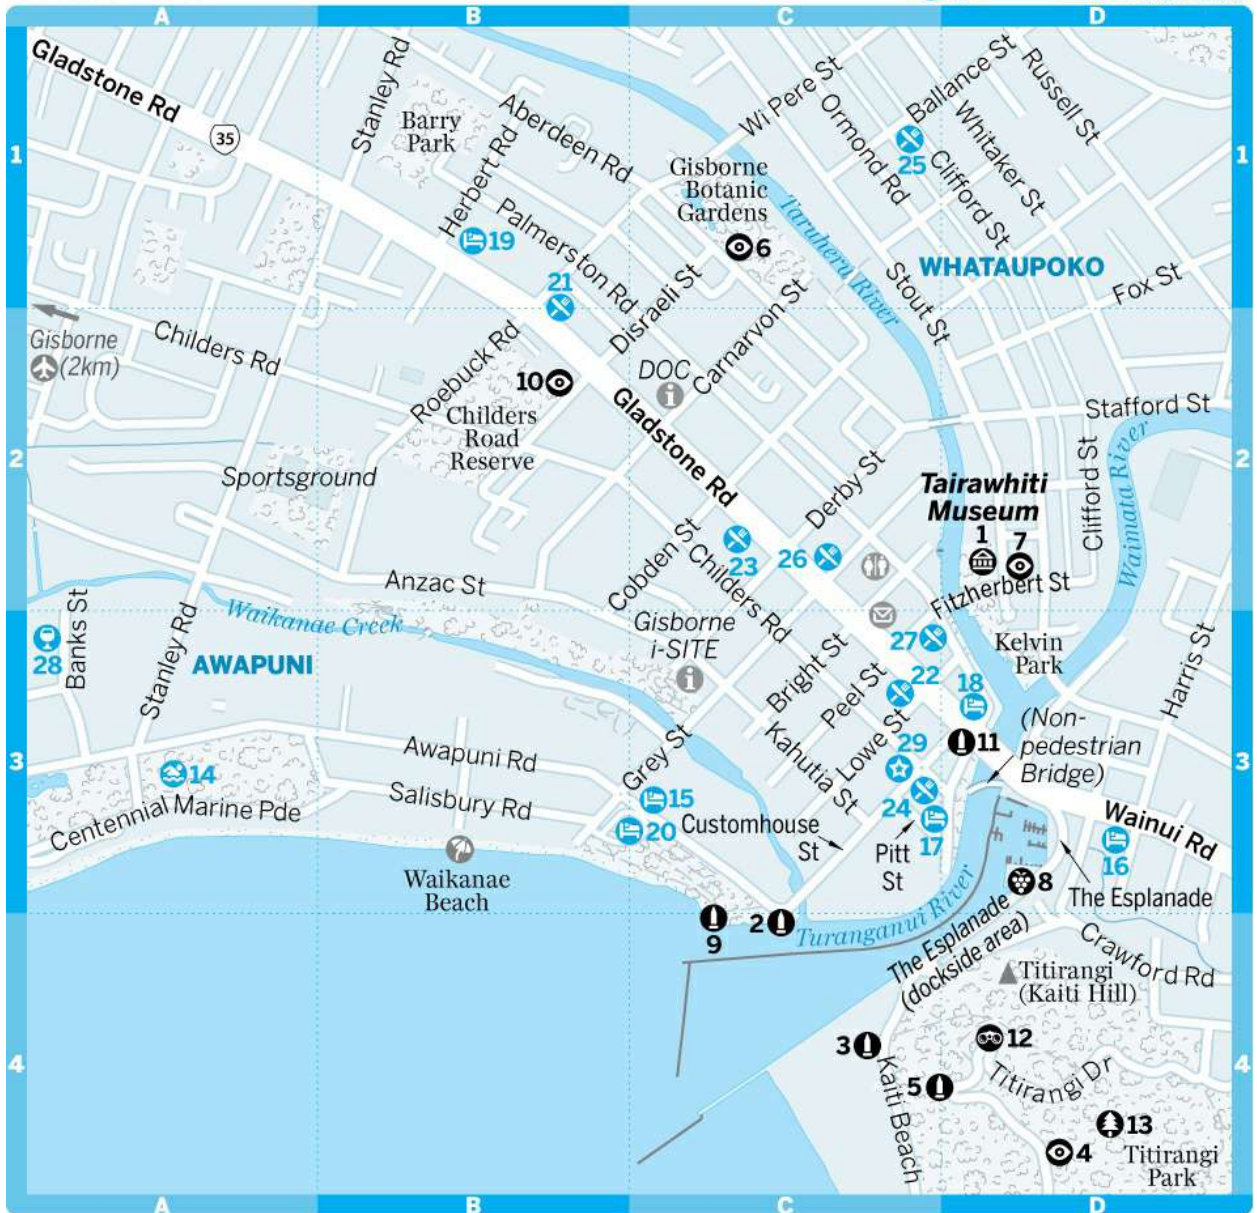 A
B
C
D
Gladstone Rd
35
Stanley Rd
Barry
Park
Herbert Rd
Aberdeen Rd
Palmerston Rd
19
21
Wi Pere St
Ormond Rd
Ballance St
Russell St
Whitaker St
Clifford St
25
Gisborne
Botanic
Gardens
6
Taruheru River
Stout St
WHATAUPOKO
Fox St
1
1
Gisborne
(2km)
Childers Rd
Roebuck Rd
Disraeli St
Carnarvon St
DOC
10
Childers
Road
Reserve
Gladstone Rd
Stafford St
Clifford St
Waimata River
Sportsground
Derby St
Tairawhiti
Museum
1
7
2
2
Cobden St
23
26
Childers Rd
Anzac St
Fitzherbert St
Banks St
28
Stanley Rd
Waikanae Creek
AWAPUNI
Gisborne
i-SITE
27
Kelvin
Park
Harris St
Bright St
Peel St
22
18
Kahutia St
Lowe St
29
11
(Non-
pedestrian
Bridge)
3
3
14
Awapuni Rd
Grey St
Centennial Marine Pde
Salisbury Rd
15
20
Customhouse
St
24
17
Pitt
St
Wainui Rd
16
8
The Esplanade
Waikanae
Beach
9
2
Turanganui River
The Esplanade
(dockside area)
Crawford Rd
Titirangi
(Kaiti Hill)
3
12
4
4
5
Kaiti Beach
Titirangi Dr
13
4
Titirangi
Park
A
B
C
D